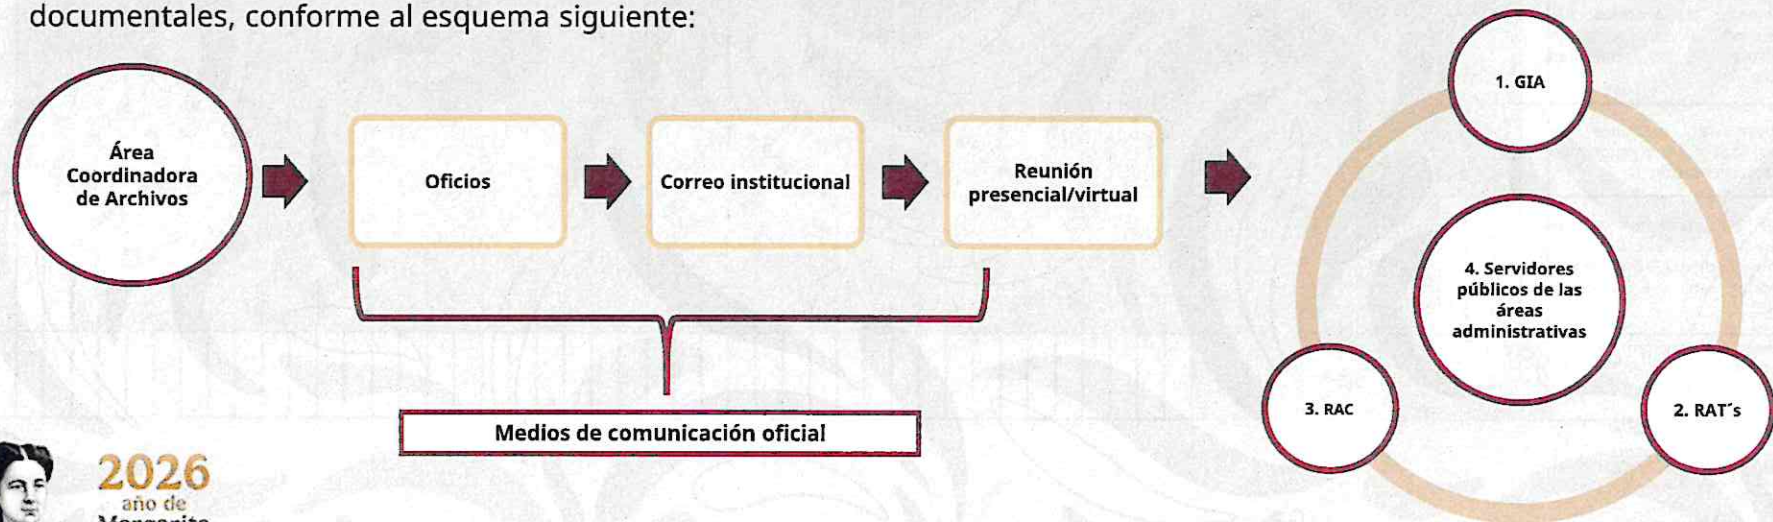 documentales, conforme al esquema siguiente:
Área
Coordinadora
de Archivos
Oficios
Correo institucional
Reunión
presencial/virtual
Medios de comunicación oficial
1. GIA
4. Servidores
públicos de las
áreas
administrativas
3. RAC
2. RAT´s
2026
año de
Margarita